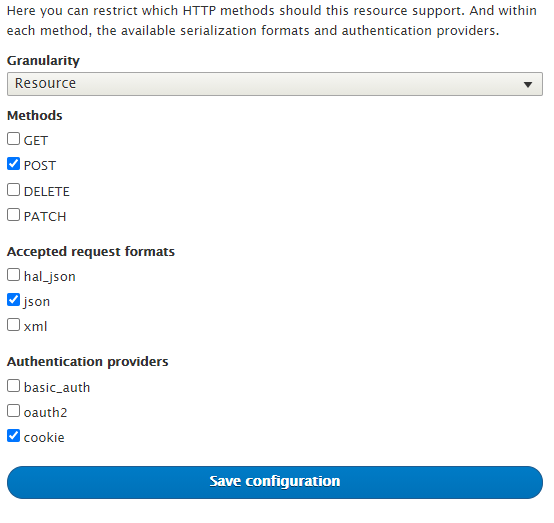 Here you can restrict which HTTP methods should this resource support. And within
each method, the available serialization formats and authentication providers.
Granularity
Resource
Methods
GET
POST
DELETE
PATCH
Accepted request formats
hal_json
json
xml
Authentication providers
basic_auth
oauth2
cookie
Save configuration